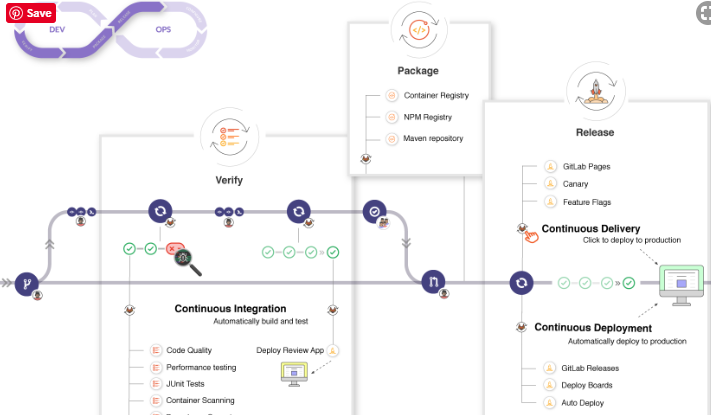 Save
DEV
OPS
Package
Container Registry
NPM Registry
Maven repository
Release
GitLab Pages
Canary
Feature Flags
Verify
Continuous Delivery
Click to deploy to production
Continuous Integration
Automatically build and test
Code Quality
Performance testing
JUnit Tests
Container Scanning
Deploy Review App
Continuous Deployment
Automatically deploy to production
GitLab Releases
Deploy Boards
Auto Deploy